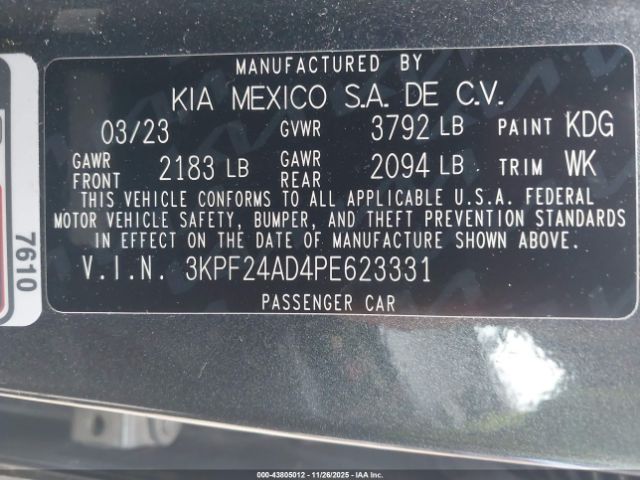 MANUFACTURED BY
KIA MEXICO S.A. DE C.V.
03/23 GVWR 3792 LB PAINT KDG
GAWR FRONT 2183 LB GAWR REAR 2094 LB TRIM WK
THIS VEHICLE CONFORMS TO ALL APPLICABLE U.S.A. FEDERAL
MOTOR VEHICLE SAFETY, BUMPER, AND THEFT PREVENTION STANDARDS
IN EFFECT ON THE DATE OF MANUFACTURE SHOWN ABOVE.
V.I.N. 3KPF24AD4PE623331
PASSENGER CAR
7610
000-43805012 | 11/26/2025 | IAA Inc.